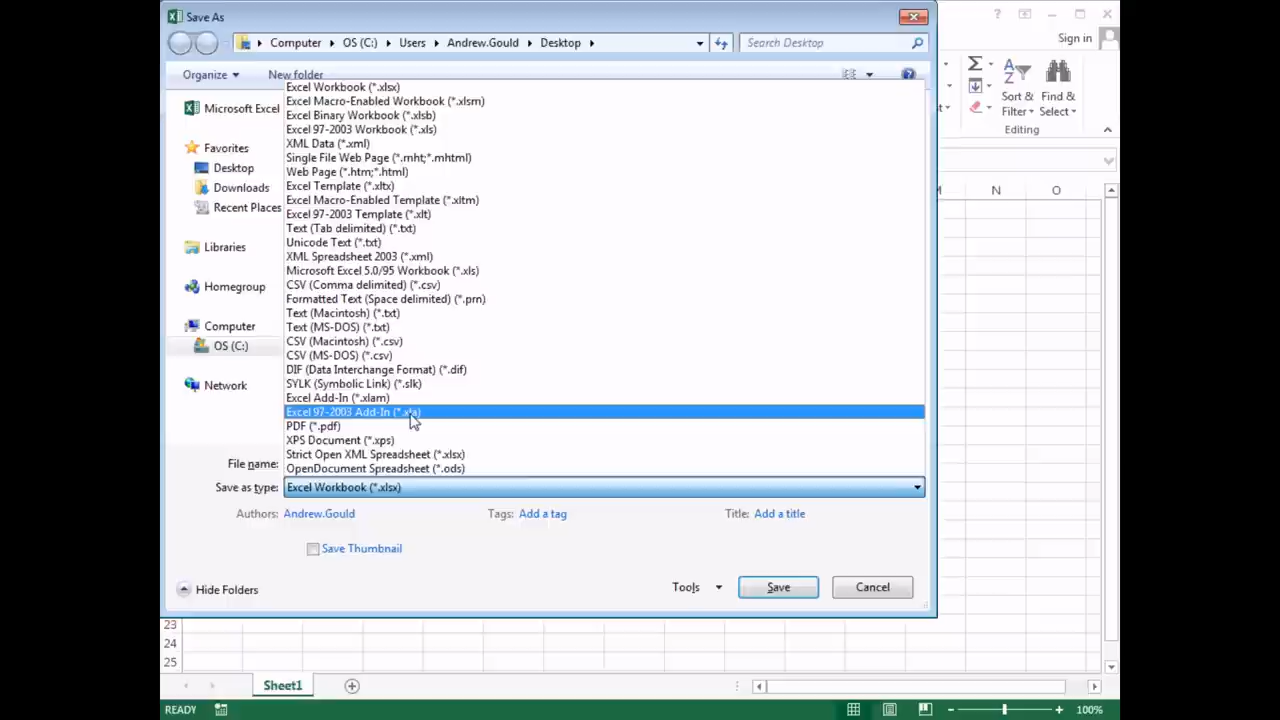 Save As
Computer
OS (C:)
Users
Andrew.Gould
Desktop
Search Desktop
Organize
New folder
Sign in
Sort & Filter
Find & Select
Editing
Microsoft Excel
Favorites
Desktop
Downloads
Recent Places
Libraries
Homegroup
Computer
OS (C:)
Network
Excel Workbook (*.xlsx)
Excel Macro-Enabled Workbook (*.xlsm)
Excel Binary Workbook (*.xlsb)
Excel 97-2003 Workbook (*.xls)
XML Data (*.xml)
Single File Web Page (*.mht;*.mhtml)
Web Page (*.htm;*.html)
Excel Template (*.xltx)
Excel Macro-Enabled Template (*.xltm)
Excel 97-2003 Template (*.xlt)
Text (Tab delimited) (*.txt)
Unicode Text (*.txt)
XML Spreadsheet 2003 (*.xml)
Microsoft Excel 5.0/95 Workbook (*.xls)
CSV (Comma delimited) (*.csv)
Formatted Text (Space delimited) (*.prn)
Text (Macintosh) (*.txt)
Text (MS-DOS) (*.txt)
CSV (Macintosh) (*.csv)
CSV (MS-DOS) (*.csv)
DIF (Data Interchange Format) (*.dif)
SYLK (Symbolic Link) (*.slk)
Excel Add-In (*.xlam)
Excel 97-2003 Add-In (*.xla)
PDF (*.pdf)
XPS Document (*.xps)
Strict Open XML Spreadsheet (*.xlsx)
OpenDocument Spreadsheet (*.ods)
File name:
Save as type: Excel Workbook (*.xlsx)
Authors: Andrew.Gould
Tags: Add a tag
Title: Add a title
Save Thumbnail
Hide Folders
Tools
Save
Cancel
N O
23
24
25
Sheet1
READY
100%